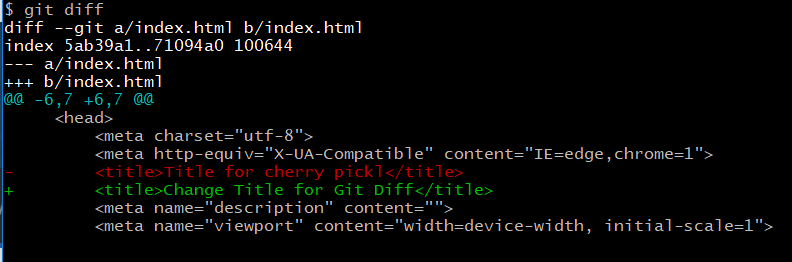 $ git diff
diff --git a/index.html b/index.html
index 5ab39a1..71094a0 100644
--- a/index.html
+++ b/index.html
@@ -6,7 +6,7 @@
     <head>
         <meta charset="utf-8">
         <meta http-equiv="X-UA-Compatible" content="IE=edge,chrome=1">
-        <title>Title for cherry pickl</title>
+        <title>Change Title for Git Diff</title>
         <meta name="description" content="">
         <meta name="viewport" content="width=device-width, initial-scale=1">